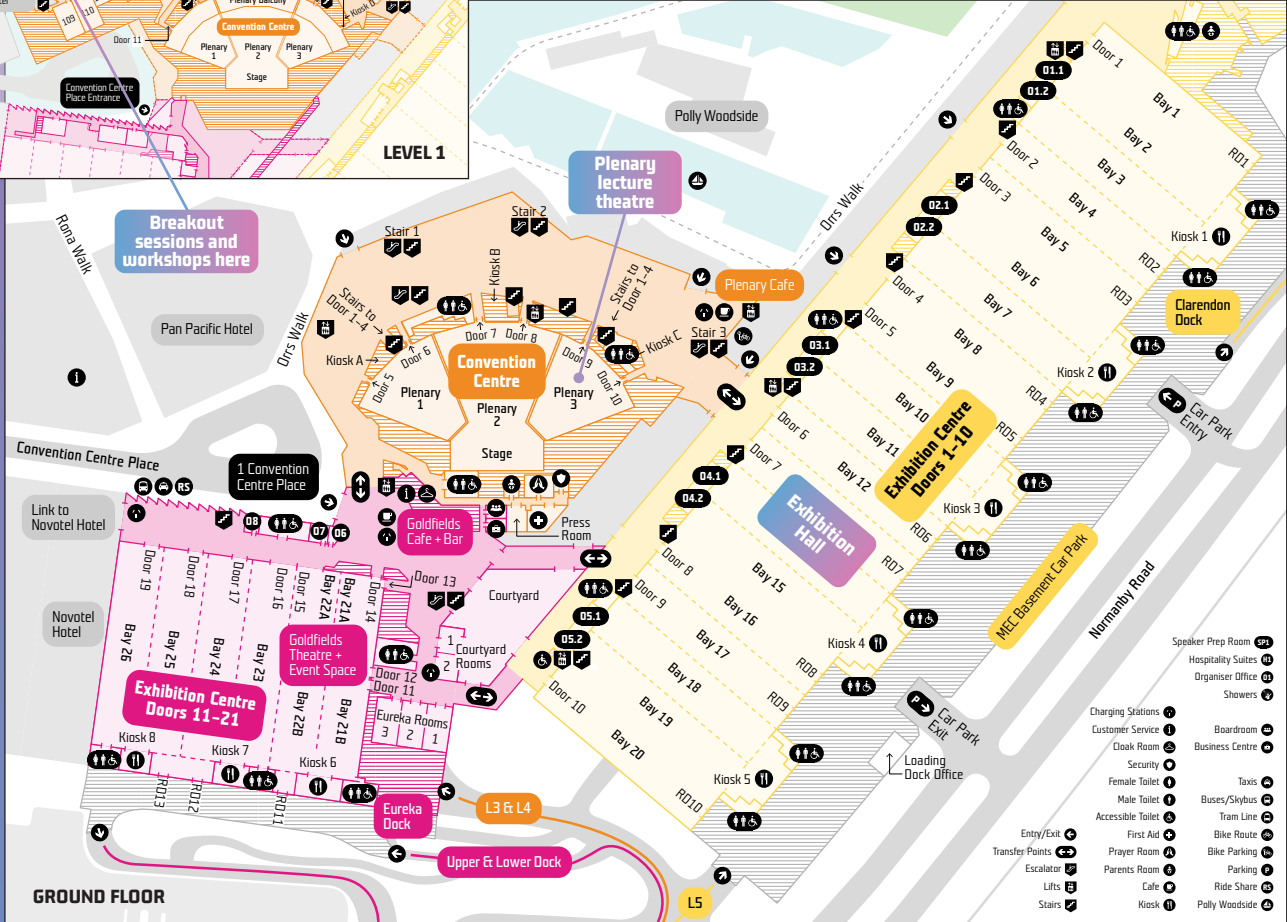 109
110
Door 11
Plenary Balcony
Convention Centre
Plenary
1
Plenary
2
Plenary
3
Stage
Convention Centre
Place Entrance
LEVEL 1
Breakout
sessions and
workshops here
Plenary
lecture
theatre
Polly Woodside
Rona Walk
Orrs Walk
Orrs Walk
Pan Pacific Hotel
Convention Centre Place
Link to
Novotel Hotel
Novotel
Hotel
1 Convention
Centre Place
Stair 1
Stair 2
Stair 3
Stairs to
Door 1-4
Stairs to
Door 1-4
Kiosk A
Kiosk B
Kiosk C
Plenary Cafe
Door 5
Door 6
Door 7
Door 8
Door 9
Door 10
Convention
Centre
Plenary
1
Plenary
2
Plenary
3
Stage
Press
Room
Goldfields
Cafe + Bar
RS
08
07
06
Door 19
Door 18
Door 17
Door 16
Door 15
Door 14
Door 13
Door 12
Door 11
Bay 26
Bay 25
Bay 24
Bay 23
Bay 22A
Bay 21A
Bay 22B
Bay 21B
Goldfields
Theatre +
Event Space
Exhibition Centre
Doors 11-21
Courtyard
1
2
Courtyard
Rooms
Eureka Rooms
3
2
1
Kiosk 8
Kiosk 7
Kiosk 6
RD13
RD12
RD11
Eureka
Dock
L3 & L4
Upper & Lower Dock
L5
GROUND FLOOR
Door 1
Door 2
Door 3
Door 4
Door 5
Door 6
Door 7
Door 8
Door 9
Door 10
01.1
01.2
02.1
02.2
03.1
03.2
04.1
04.2
05.1
05.2
Bay 1
Bay 2
Bay 3
Bay 4
Bay 5
Bay 6
Bay 7
Bay 8
Bay 9
Bay 10
Bay 11
Bay 12
Bay 15
Bay 16
Bay 17
Bay 18
Bay 19
Bay 20
Exhibition Centre
Doors 1-10
Exhibition
Hall
RD1
RD2
RD3
RD4
RD5
RD6
RD7
RD8
RD9
RD10
Kiosk 1
Kiosk 2
Kiosk 3
Kiosk 4
Kiosk 5
Clarendon
Dock
P
Car Park
Entry
MEC Basement Car Park
Normanby Road
P
Car Park
Exit
Loading
Dock Office
Speaker Prep Room SP1
Hospitality Suites H1
Organiser Office 01
Showers
Charging Stations
Customer Service
Boardroom
Cloak Room
Business Centre
Security
Female Toilet
Taxis
Male Toilet
Buses/Skybus
Accessible Toilet
Tram Line
Entry/Exit
First Aid
Bike Route
Transfer Points
Prayer Room
Bike Parking
Escalator
Parents Room
Parking P
Lifts
Cafe
Ride Share RS
Stairs
Kiosk
Polly Woodside